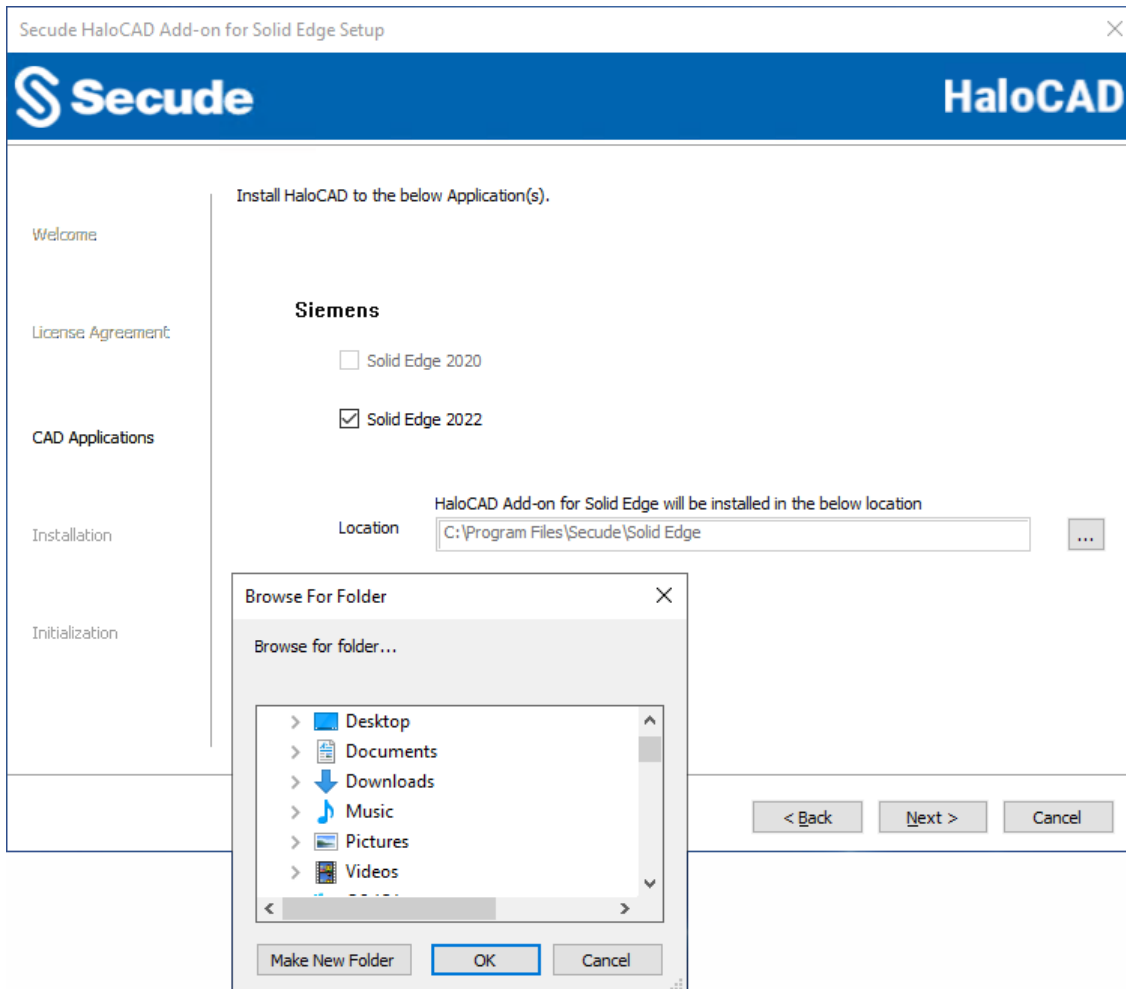 Secude HaloCAD Add-on for Solid Edge Setup
Secude
HaloCAD
Install HaloCAD to the below Application(s).
Welcome
License Agreement
CAD Applications
Installation
Initialization
Siemens
Solid Edge 2020
Solid Edge 2022
HaloCAD Add-on for Solid Edge will be installed in the below location
Location
C:\Program Files\Secude\Solid Edge
...
Browse For Folder
Browse for folder...
Desktop
Documents
Downloads
Music
Pictures
Videos
Make New Folder
OK
Cancel
< Back
Next >
Cancel